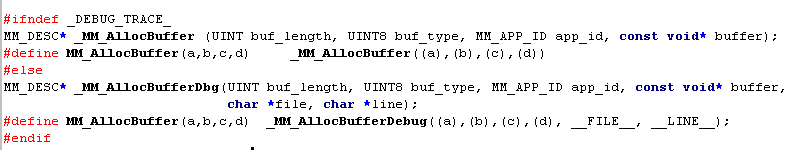 #ifndef _DEBUG_TRACE_
MM_DESC* _MM_AllocBuffer (UINT buf_length, UINT8 buf_type, MM_APP_ID app_id, const void* buffer);
#define MM_AllocBuffer(a,b,c,d) _MM_AllocBuffer((a),(b),(c),(d))
#else
MM_DESC* _MM_AllocBufferDbg(UINT buf_length, UINT8 buf_type, MM_APP_ID app_id, const void* buffer,
char *file, char *line);
#define MM_AllocBuffer(a,b,c,d) _MM_AllocBufferDebug((a),(b),(c),(d), __FILE__, __LINE__);
#endif